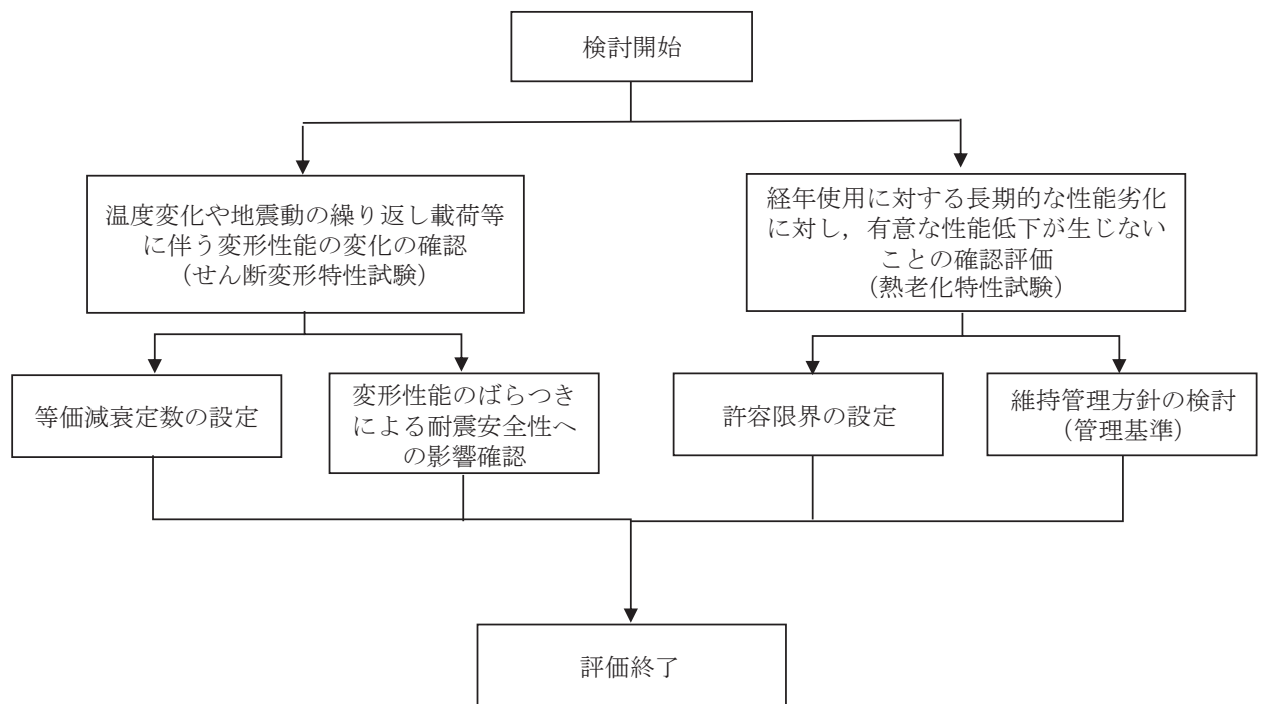 検討開始
温度変化や地震動の繰り返し載荷等
に伴う変形性能の変化の確認
（せん断変形特性試験）
経年使用に対する長期的な性能劣化
に対し，有意な性能低下が生じない
ことの確認評価
（熱老化特性試験）
等価減衰定数の設定
変形性能のばらつき
による耐震安全性へ
の影響確認
許容限界の設定
維持管理方針の検討
（管理基準）
評価終了